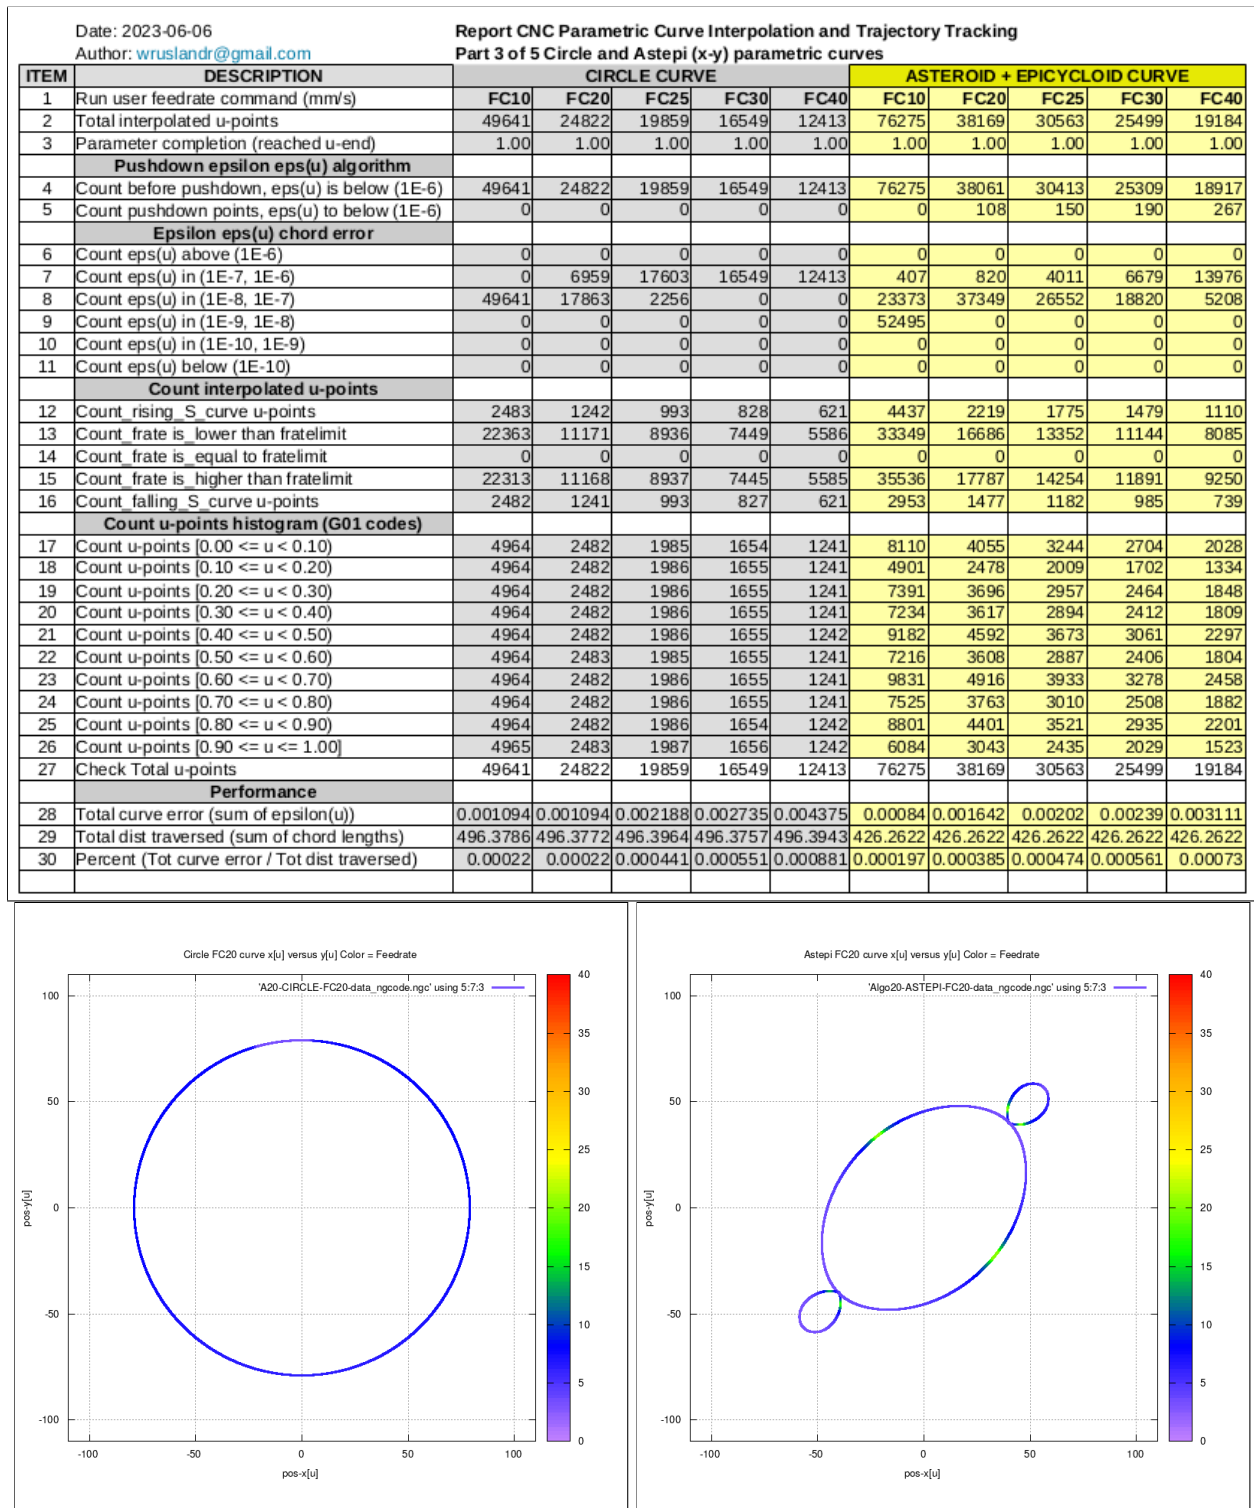 Date: 2023-06-06 Report CNC Parametric Curve Interpolation and Trajectory Tracking
Author: wruslandr@gmail.com Part 3 of 5 Circle and Astepi (x-y) parametric curves
ITEM DESCRIPTION CIRCLE CURVE ASTEROID + EPICYCLOID CURVE
1 Run user feedrate command (mm/s) FC10 FC20 FC25 FC30 FC40 FC10 FC20 FC25 FC30 FC40
2 Total interpolated u-points 49641 24822 19859 16549 12413 76275 38169 30563 25499 19184
3 Parameter completion (reached u-end) 1.00 1.00 1.00 1.00 1.00 1.00 1.00 1.00 1.00 1.00
Pushdown epsilon eps(u) algorithm
4 Count before pushdown, eps(u) is below (1E-6) 49641 24822 19859 16549 12413 76275 38061 30413 25309 18917
5 Count pushdown points, eps(u) to below (1E-6) 0 0 0 0 0 0 108 150 190 267
Epsilon eps(u) chord error
6 Count eps(u) above (1E-6) 0 0 0 0 0 0 0 0 0 0
7 Count eps(u) in (1E-7, 1E-6) 0 6959 17603 16549 12413 407 820 4011 6679 13976
8 Count eps(u) in (1E-8, 1E-7) 49641 17863 2256 0 0 23373 37349 26552 18820 5208
9 Count eps(u) in (1E-9, 1E-8) 0 0 0 0 0 52495 0 0 0 0
10 Count eps(u) in (1E-10, 1E-9) 0 0 0 0 0 0 0 0 0 0
11 Count eps(u) below (1E-10) 0 0 0 0 0 0 0 0 0 0
Count interpolated u-points
12 Count_rising_S_curve u-points 2483 1242 993 828 621 4437 2219 1775 1479 1110
13 Count_frate is_lower than fratelimit 22363 11171 8936 7449 5586 33349 16686 13352 11144 8085
14 Count_frate is_equal to fratelimit 0 0 0 0 0 0 0 0 0 0
15 Count_frate is_higher than fratelimit 22313 11168 8937 7445 5585 35536 17787 14254 11891 9250
16 Count_falling_S_curve u-points 2482 1241 993 827 621 2953 1477 1182 985 739
Count u-points histogram (G01 codes)
17 Count u-points [0.00 <= u < 0.10) 4964 2482 1985 1654 1241 8110 4055 3244 2704 2028
18 Count u-points [0.10 <= u < 0.20) 4964 2482 1986 1655 1241 4901 2478 2009 1702 1334
19 Count u-points [0.20 <= u < 0.30) 4964 2482 1986 1655 1241 7391 3696 2957 2464 1848
20 Count u-points [0.30 <= u < 0.40) 4964 2482 1986 1655 1241 7234 3617 2894 2412 1809
21 Count u-points [0.40 <= u < 0.50) 4964 2482 1986 1655 1242 9182 4592 3673 3061 2297
22 Count u-points [0.50 <= u < 0.60) 4964 2483 1985 1655 1241 7216 3608 2887 2406 1804
23 Count u-points [0.60 <= u < 0.70) 4964 2482 1986 1655 1241 9831 4916 3933 3278 2458
24 Count u-points [0.70 <= u < 0.80) 4964 2482 1986 1655 1241 7525 3763 3010 2508 1882
25 Count u-points [0.80 <= u < 0.90) 4964 2482 1986 1654 1242 8801 4401 3521 2935 2201
26 Count u-points [0.90 <= u <= 1.00] 4965 2483 1987 1656 1242 6084 3043 2435 2029 1523
27 Check Total u-points 49641 24822 19859 16549 12413 76275 38169 30563 25499 19184
Performance
28 Total curve error (sum of epsilon(u)) 0.001094 0.001094 0.002188 0.002735 0.004375 0.00084 0.001642 0.00202 0.00239 0.003111
29 Total dist traversed (sum of chord lengths) 496.3786 496.3772 496.3964 496.3757 496.3943 426.2622 426.2622 426.2622 426.2622 426.2622
30 Percent (Tot curve error / Tot dist traversed) 0.00022 0.00022 0.000441 0.000551 0.000881 0.000197 0.000385 0.000474 0.000561 0.00073
Circle FC20 curve x[u] versus y[u] Color = Feedrate
'A20-CIRCLE-FC20-data_ngcode.ngc' using 5:7:3
100
50
0
-50
-100
pos-y[u]
-100 -50 0 50 100
pos-x[u]
40
35
30
25
20
15
10
5
0
Astepi FC20 curve x[u] versus y[u] Color = Feedrate
'Algo20-ASTEPI-FC20-data_ngcode.ngc' using 5:7:3
100
50
0
-50
-100
pos-y[u]
-100 -50 0 50 100
pos-x[u]
40
35
30
25
20
15
10
5
0